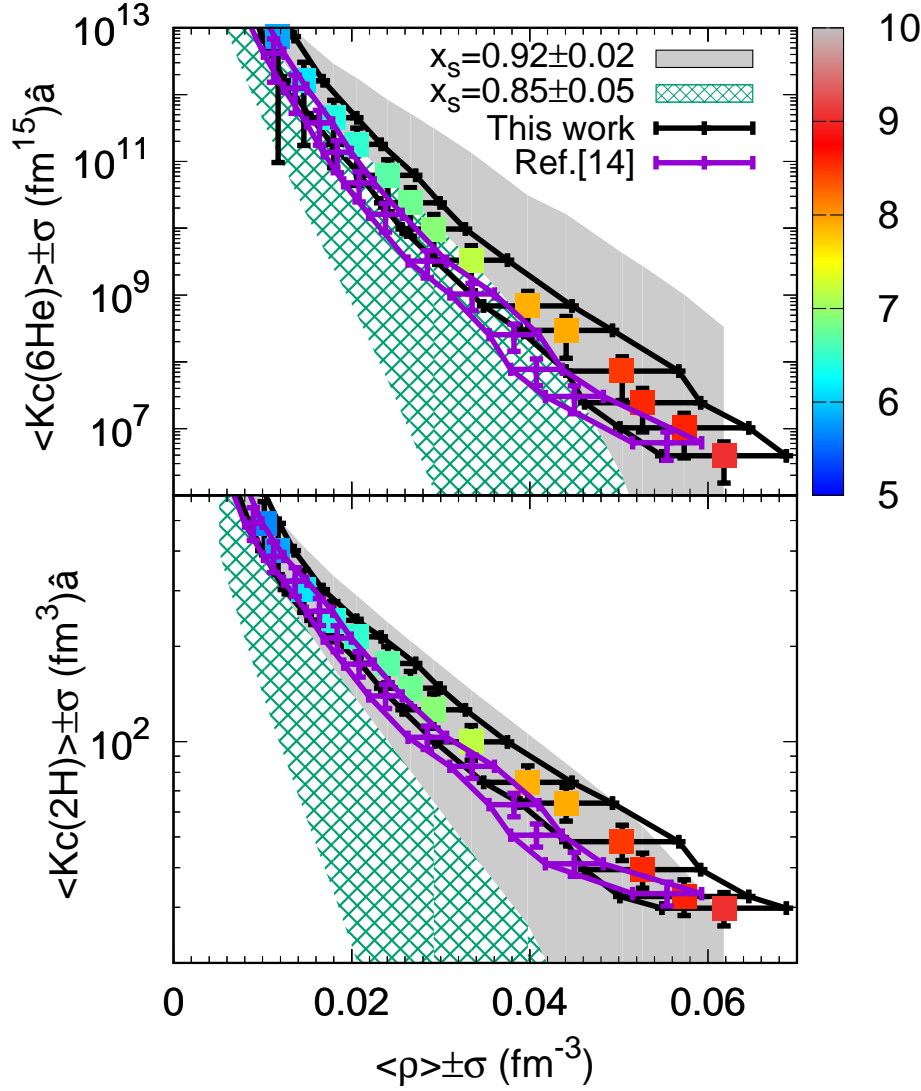 10^13
10^11
10^9
10^7
<Kc(6He)>±σ (fm^15)â
x_s=0.92±0.02
x_s=0.85±0.05
This work
Ref.[14]
10
9
8
7
6
5
10^2
<Kc(2H)>±σ (fm^3)â
0
0.02
0.04
0.06
<ρ>±σ (fm^-3)